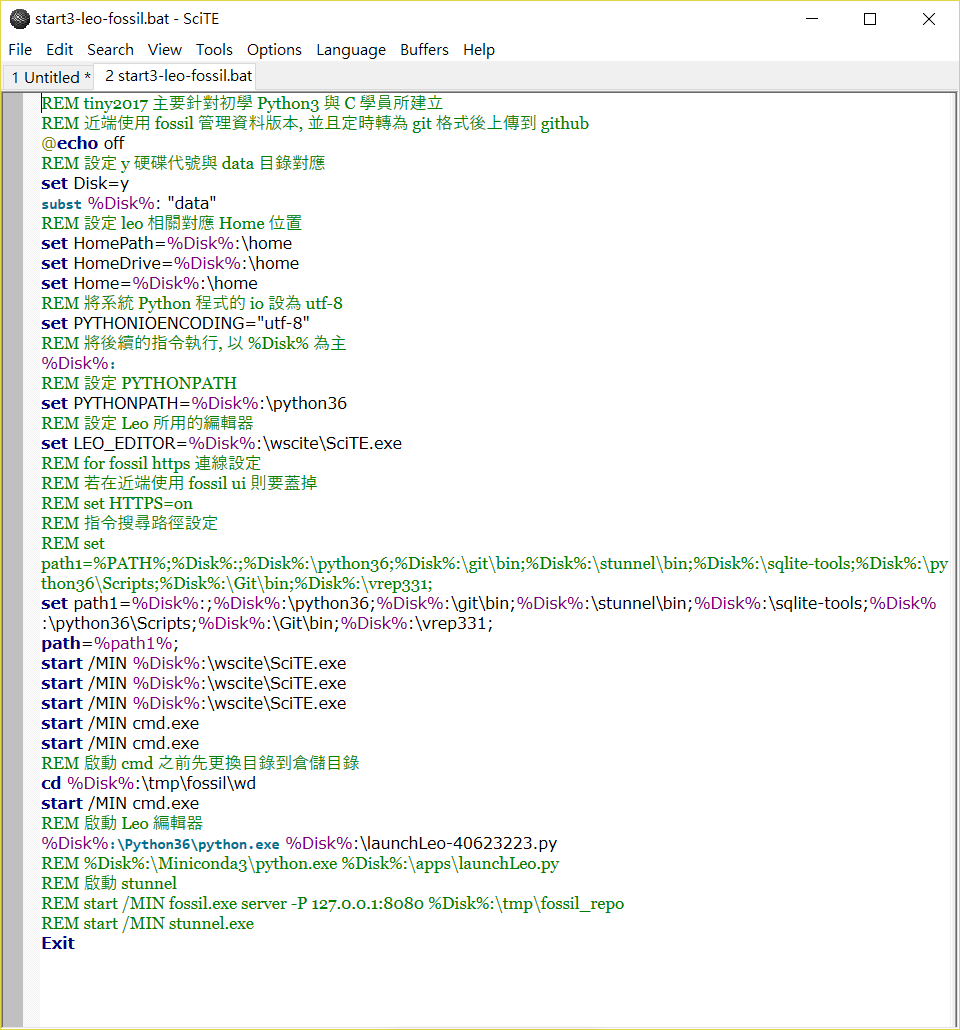 start3-leo-fossil.bat - SciTE
File Edit Search View Tools Options Language Buffers Help
1 Untitled * 2 start3-leo-fossil.bat
REM tiny2017 主要針對初學 Python3 與 C 學員所建立
REM 近端使用 fossil 管理資料版本, 並且定時轉為 git 格式後上傳到 github
@echo off
REM 設定 y 硬碟代號與 data 目錄對應
set Disk=y
subst %Disk%: "data"
REM 設定 leo 相關對應 Home 位置
set HomePath=%Disk%:\home
set HomeDrive=%Disk%:\home
set Home=%Disk%:\home
REM 將系統 Python 程式的 io 設為 utf-8
set PYTHONIOENCODING="utf-8"
REM 將後續的指令執行, 以 %Disk% 為主
%Disk%:
REM 設定 PYTHONPATH
set PYTHONPATH=%Disk%:\python36
REM 設定 Leo 所用的編輯器
set LEO_EDITOR=%Disk%:\wscite\SciTE.exe
REM for fossil https 連線設定
REM 若在近端使用 fossil ui 則要蓋掉
REM set HTTPS=on
REM 指令搜尋路徑設定
REM set
path1=%PATH%;%Disk%:;%Disk%:\python36;%Disk%:\git\bin;%Disk%:\stunnel\bin;%Disk%:\sqlite-tools;%Disk%:\py
thon36\Scripts;%Disk%:\Git\bin;%Disk%:\vrep331;
set path1=%Disk%:;%Disk%:\python36;%Disk%:\git\bin;%Disk%:\stunnel\bin;%Disk%:\sqlite-tools;%Disk%
:\python36\Scripts;%Disk%:\Git\bin;%Disk%:\vrep331;
path=%path1%;
start /MIN %Disk%:\wscite\SciTE.exe
start /MIN %Disk%:\wscite\SciTE.exe
start /MIN %Disk%:\wscite\SciTE.exe
start /MIN cmd.exe
start /MIN cmd.exe
REM 啟動 cmd 之前先更換目錄到倉儲目錄
cd %Disk%:\tmp\fossil\wd
start /MIN cmd.exe
REM 啟動 Leo 編輯器
%Disk%:\Python36\python.exe %Disk%:\launchLeo-40623223.py
REM %Disk%:\Miniconda3\python.exe %Disk%:\apps\launchLeo.py
REM 啟動 stunnel
REM start /MIN fossil.exe server -P 127.0.0.1:8080 %Disk%:\tmp\fossil_repo
REM start /MIN stunnel.exe
Exit